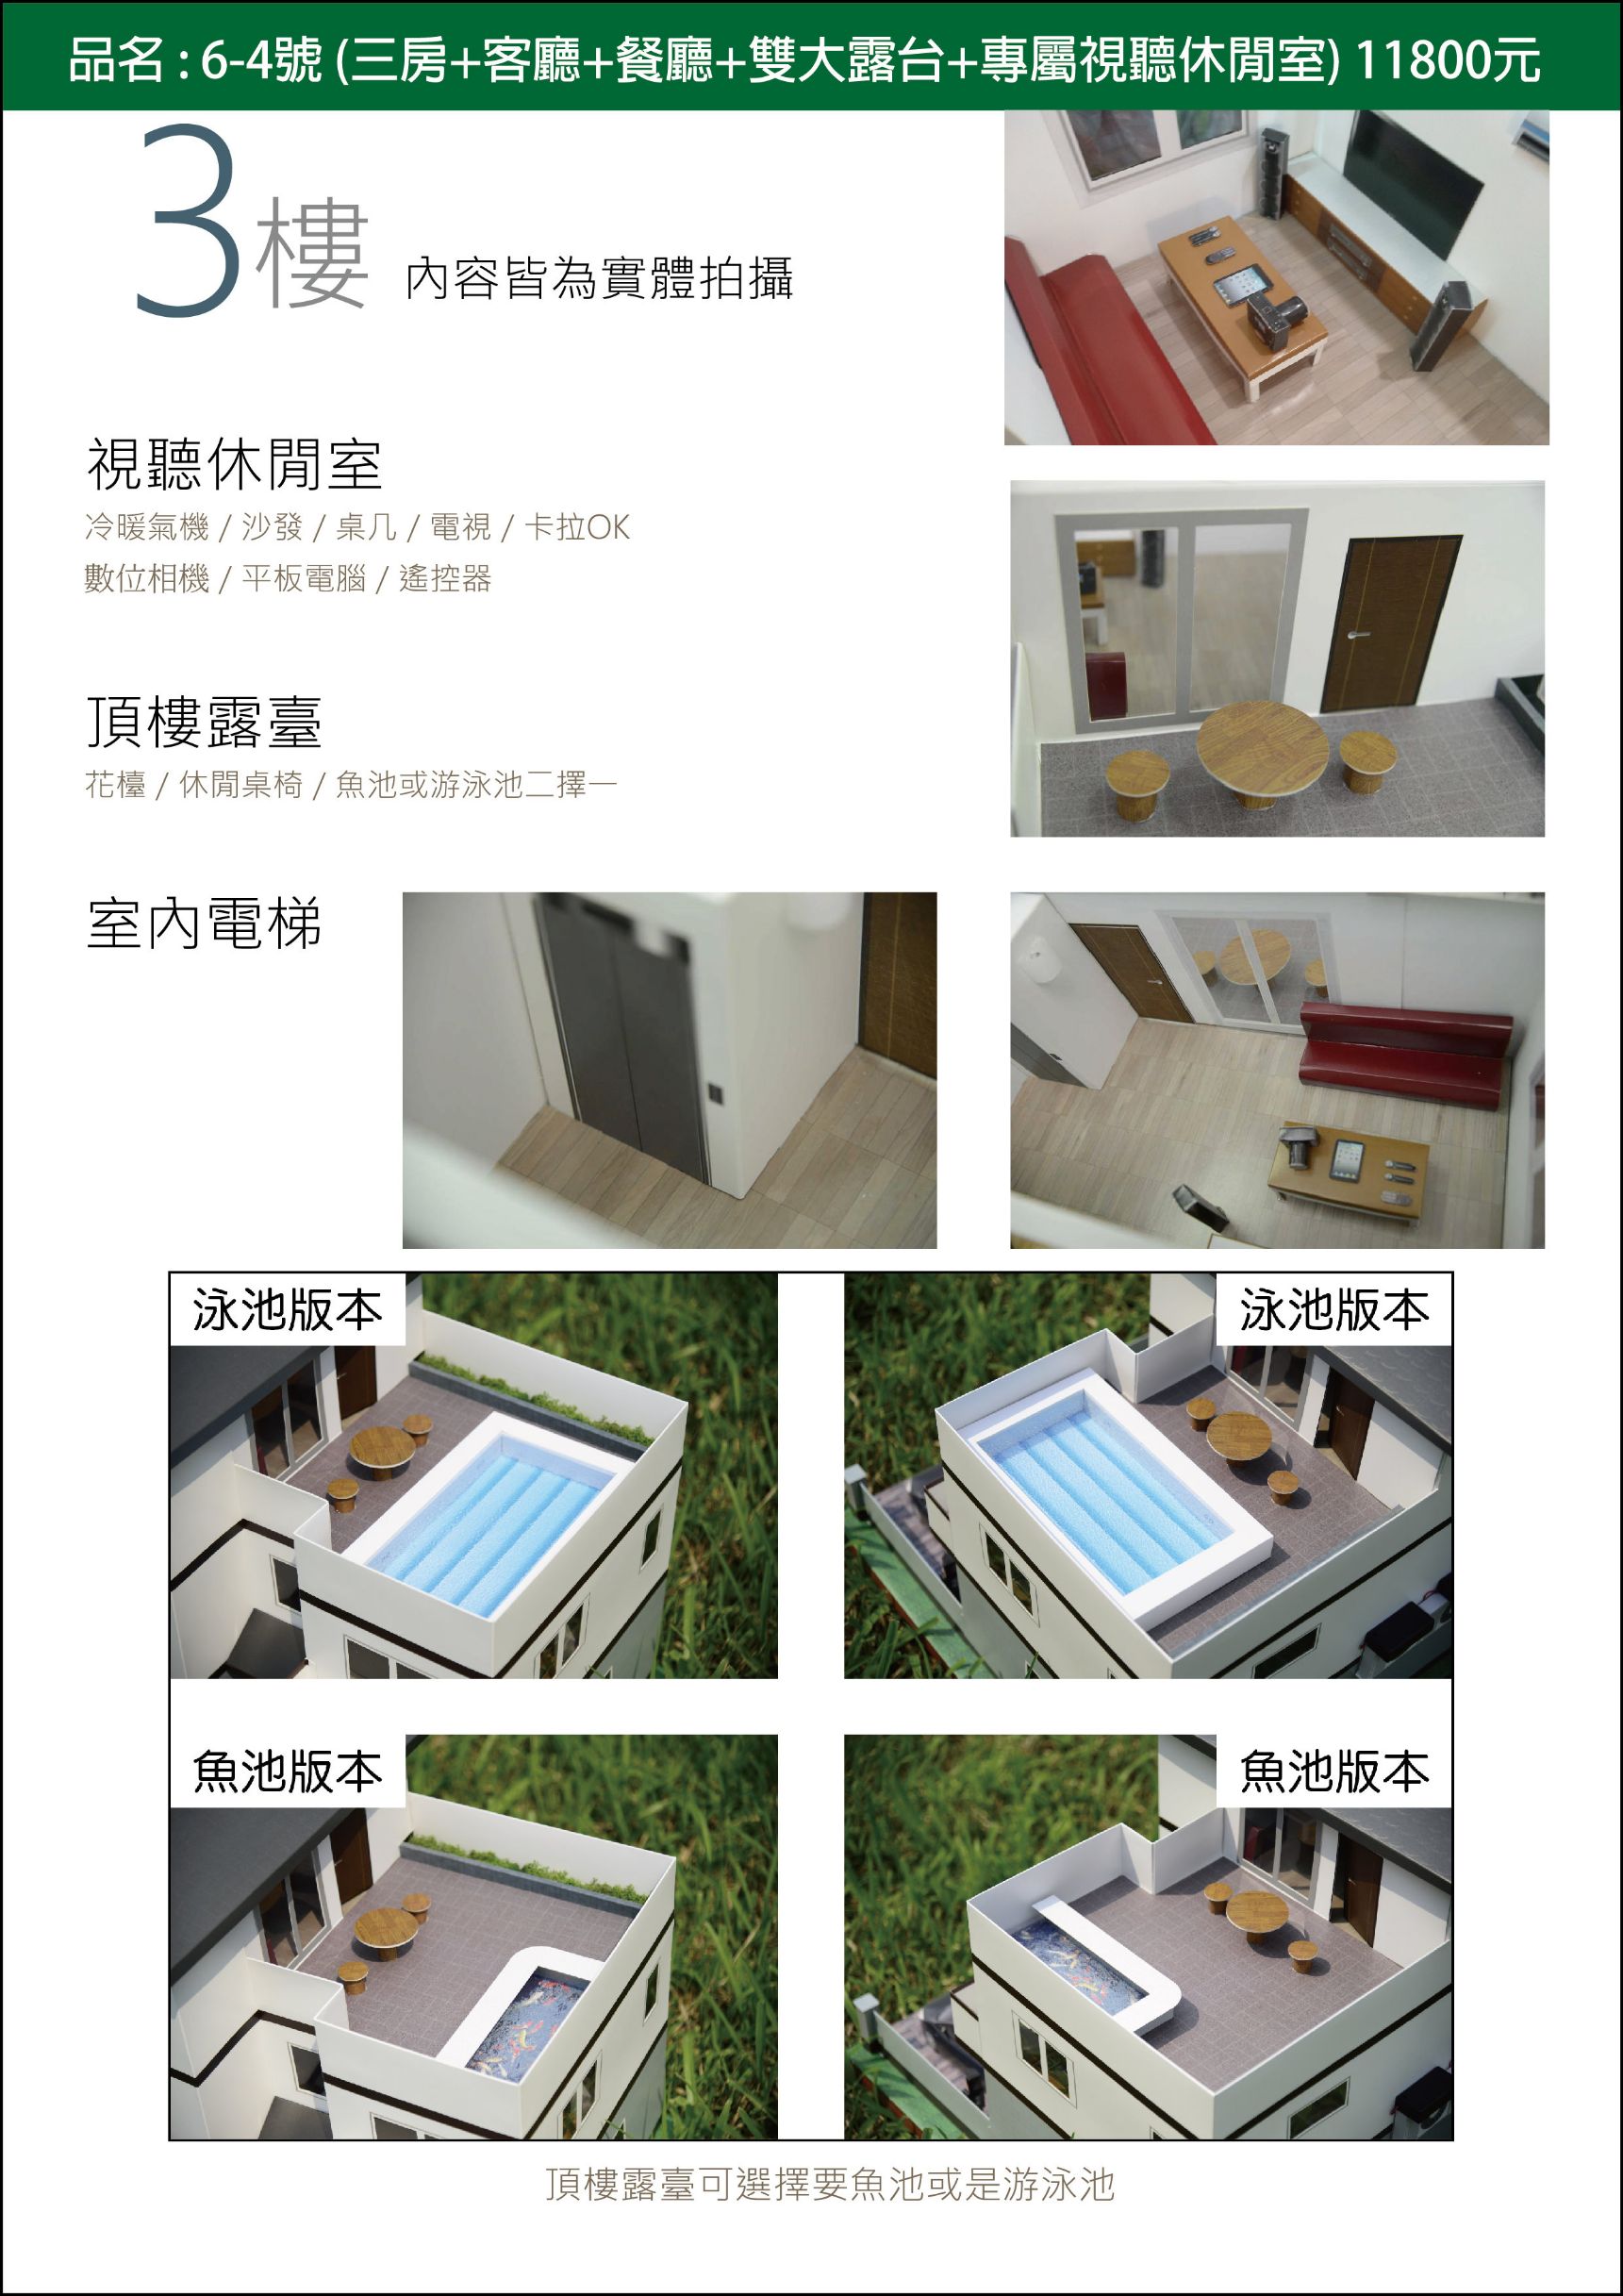 品名 : 6-4號 (三房+客廳+餐廳+雙大露台+專屬視聽休閒室) 11800元
3樓 內容皆為實體拍攝
視聽休閒室
冷暖氣機 / 沙發 / 桌几 / 電視 / 卡拉OK
數位相機 / 平板電腦 / 遙控器
頂樓露臺
花檯 / 休閒桌椅 / 魚池或游泳池二擇一
室內電梯
泳池版本
泳池版本
魚池版本
魚池版本
頂樓露臺可選擇要魚池或是游泳池